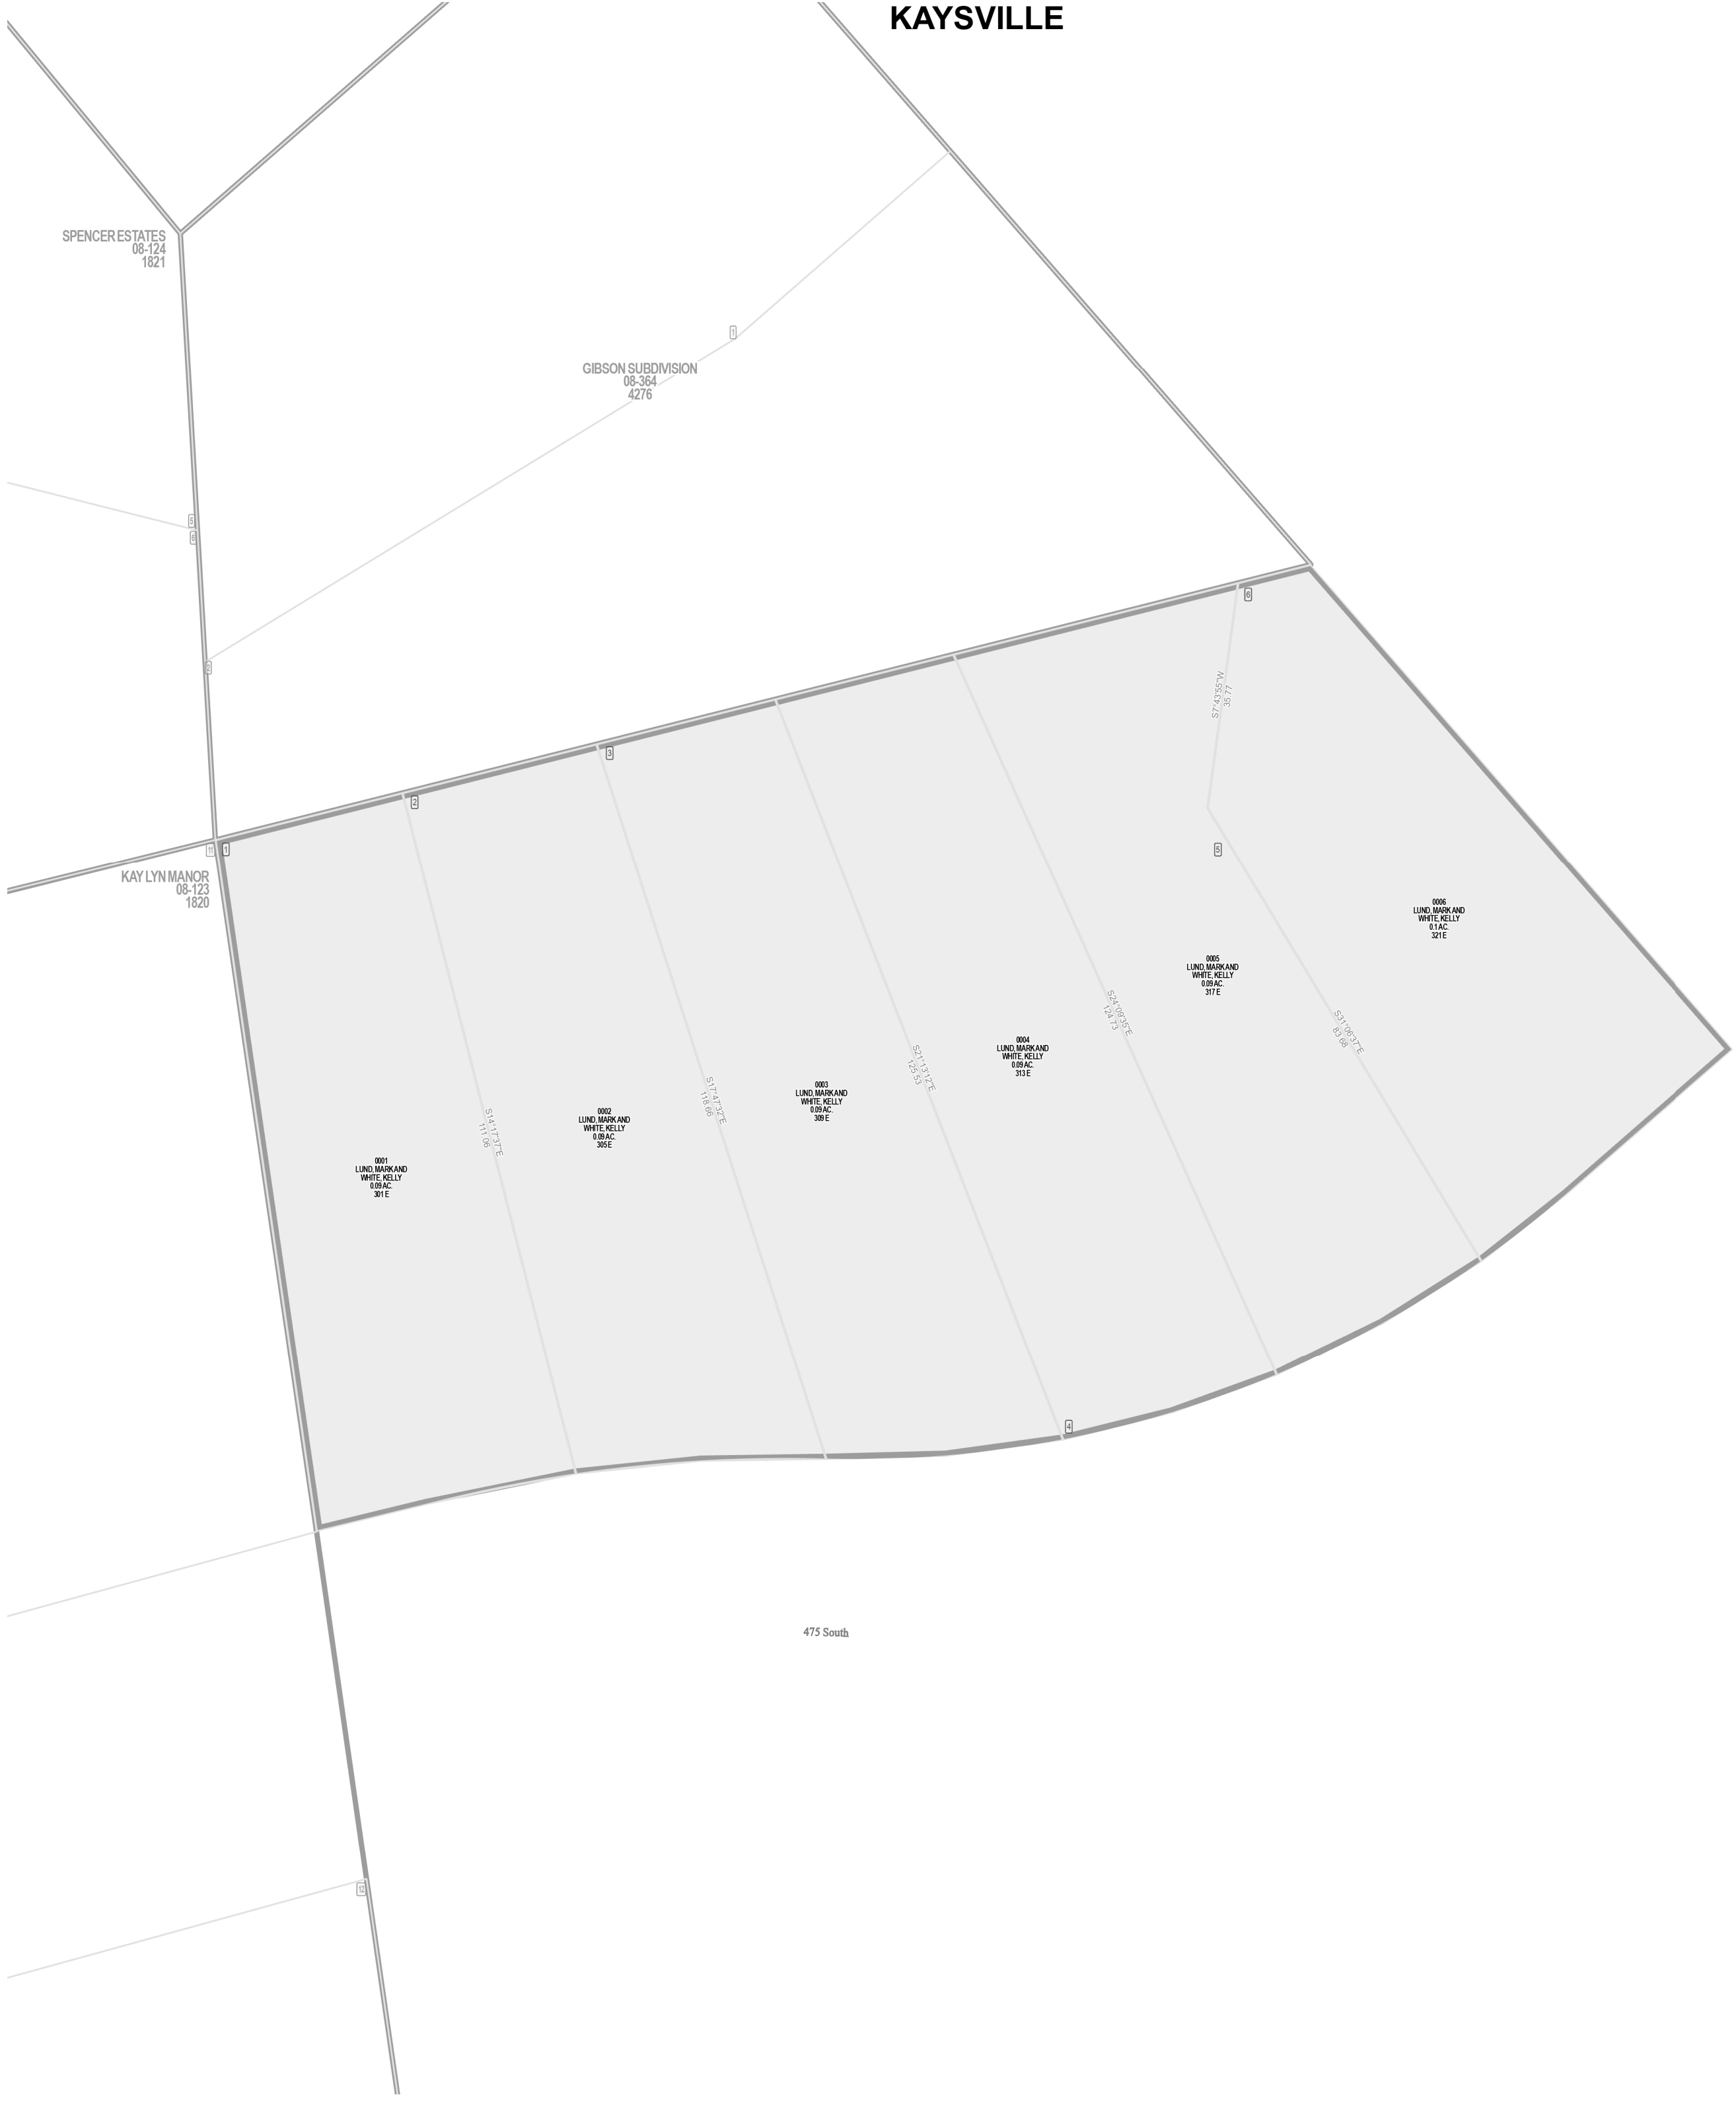 KAYSVILLE
SPENCER ESTATES
08-124
1821
1
GIBSON SUBDIVISION
08-364
4276
5
6
6
2
S7°43'55"W
35.77
3
2
11
1
5
KAY LYN MANOR
08-123
1820
0006
LUND, MARK AND
WHITE, KELLY
0.1 AC.
321 E
0005
LUND, MARK AND
WHITE, KELLY
0.09 AC.
317 E
S24°09'35"E
124.73
S31°06'37"E
83.68
0004
LUND, MARK AND
WHITE, KELLY
0.09 AC.
313 E
S21°13'12"E
125.53
0003
LUND, MARK AND
WHITE, KELLY
0.09 AC.
309 E
S17°47'32"E
118.66
0002
LUND, MARK AND
WHITE, KELLY
0.09 AC.
305 E
S14°17'37"E
111.06
0001
LUND, MARK AND
WHITE, KELLY
0.09 AC.
301 E
4
475 South